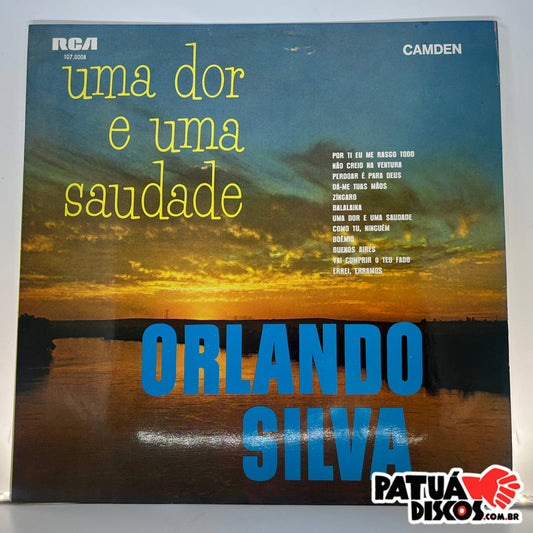 RCA
107.0008
CAMDEN
uma dor
e uma
saudade
POR TI EU ME RASGO TODO
NÃO CREIO NA VENTURA
PERDOAR É PARA DEUS
DÁ-ME TUAS MÃOS
ZÍNGARO
BALALAIKA
UMA DOR E UMA SAUDADE
COMO TU, NINGUÉM
BOÊMIO
BUENOS AIRES
VAI CUMPRIR O TEU FADO
ERREI, ERRAMOS
ORLANDO
SILVA
PATUÁ
DISCOS.COM.BR